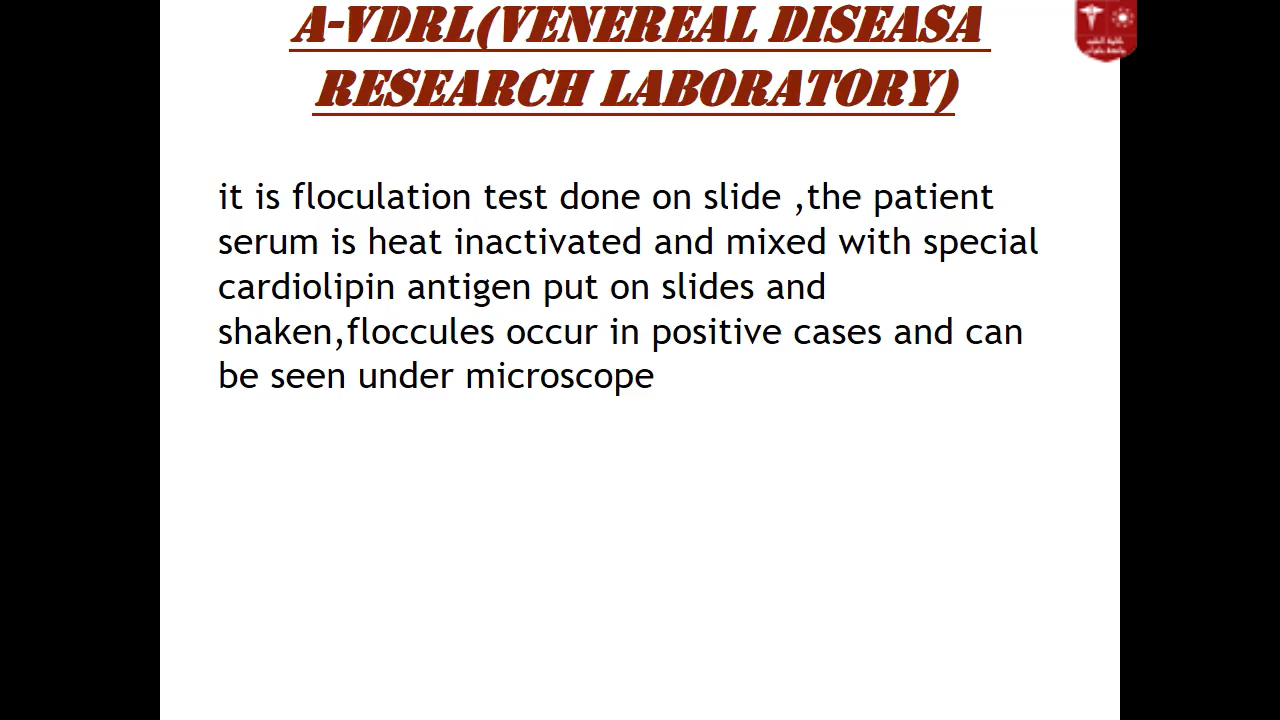 A-VDRL(VENEREAL DISEASA
RESEARCH LABORATORY)
it is floculation test done on slide ,the patient
serum is heat inactivated and mixed with special
cardiolipin antigen put on slides and
shaken,floccules occur in positive cases and can
be seen under microscope